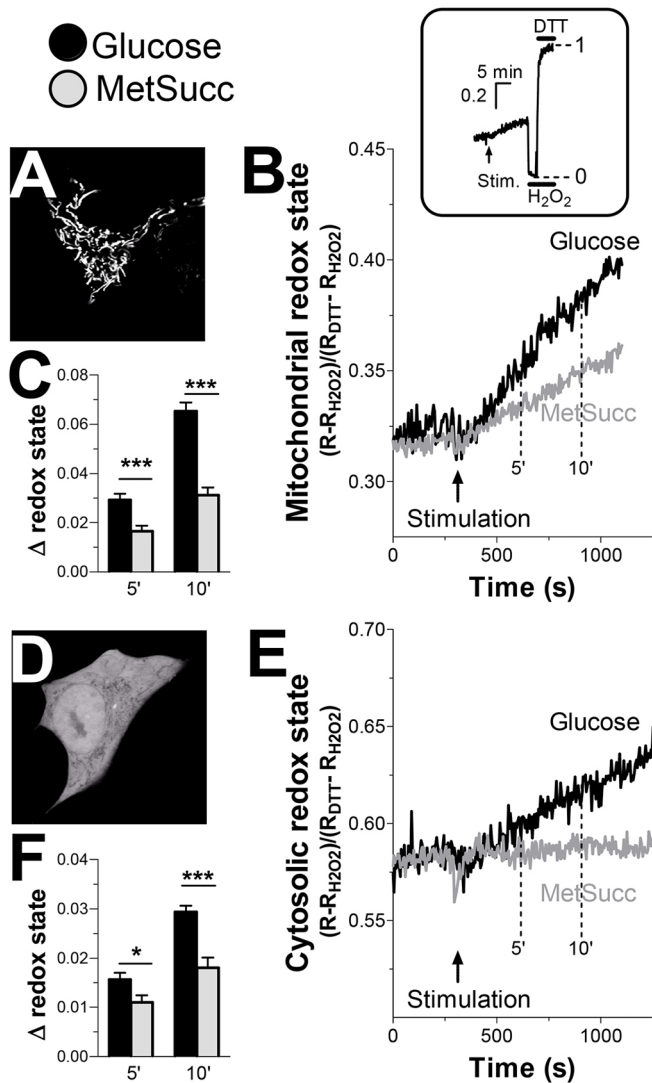 Glucose
MetSucc
A
B
DTT
1
5 min
0.2
Stim.
0
H2O2
Mitochondrial redox state
(R-RH2O2)/(RDTT- RH2O2)
0.45
0.40
0.35
0.30
Glucose
MetSucc
5'
10'
Stimulation
0
500
1000
Time (s)
C
Δ redox state
0.08
0.06
0.04
0.02
0.00
***
***
5'
10'
D
E
Cytosolic redox state
(R-RH2O2)/(RDTT- RH2O2)
0.70
0.65
0.60
0.55
Glucose
MetSucc
5'
10'
Stimulation
0
500
1000
Time (s)
F
Δ redox state
0.04
0.03
0.02
0.01
0.00
*
***
5'
10'